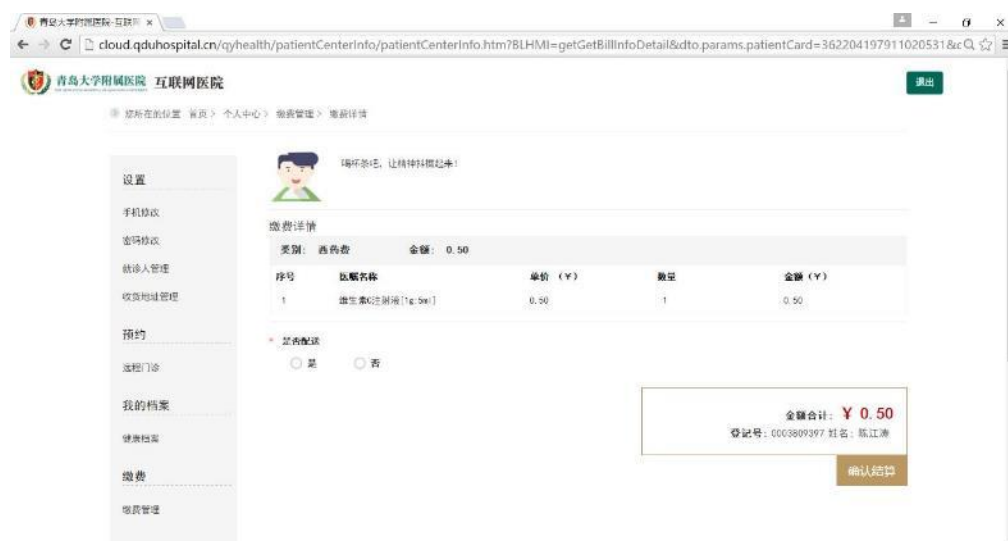 青岛大学附属医院-互联网
cloud.qduhospital.cn/qyhealth/patientCenterInfo/patientCenterInfo.htm?BLHMI=getGetBillInfoDetail&dto.params.patientCard=362204197911020531&c
青岛大学附属医院 互联网医院
退出
您所在的位置 首页> 个人中心> 缴费管理> 缴费详情
喝杯茶吧，让精神抖擞起来！
设置
手机修改
密码修改
就诊人管理
收货地址管理
预约
远程门诊
我的档案
健康档案
缴费
缴费管理
缴费详情
类别： 西药费 金额： 0.50
序号 医嘱名称 单价 (￥) 数量 金额 (￥)
1 维生素C注射液[1g:5ml] 0.50 1 0.50
* 是否配送
是 否
金额合计: ￥ 0.50
登记号: 0003809397 姓名: 陈江涛
确认结算